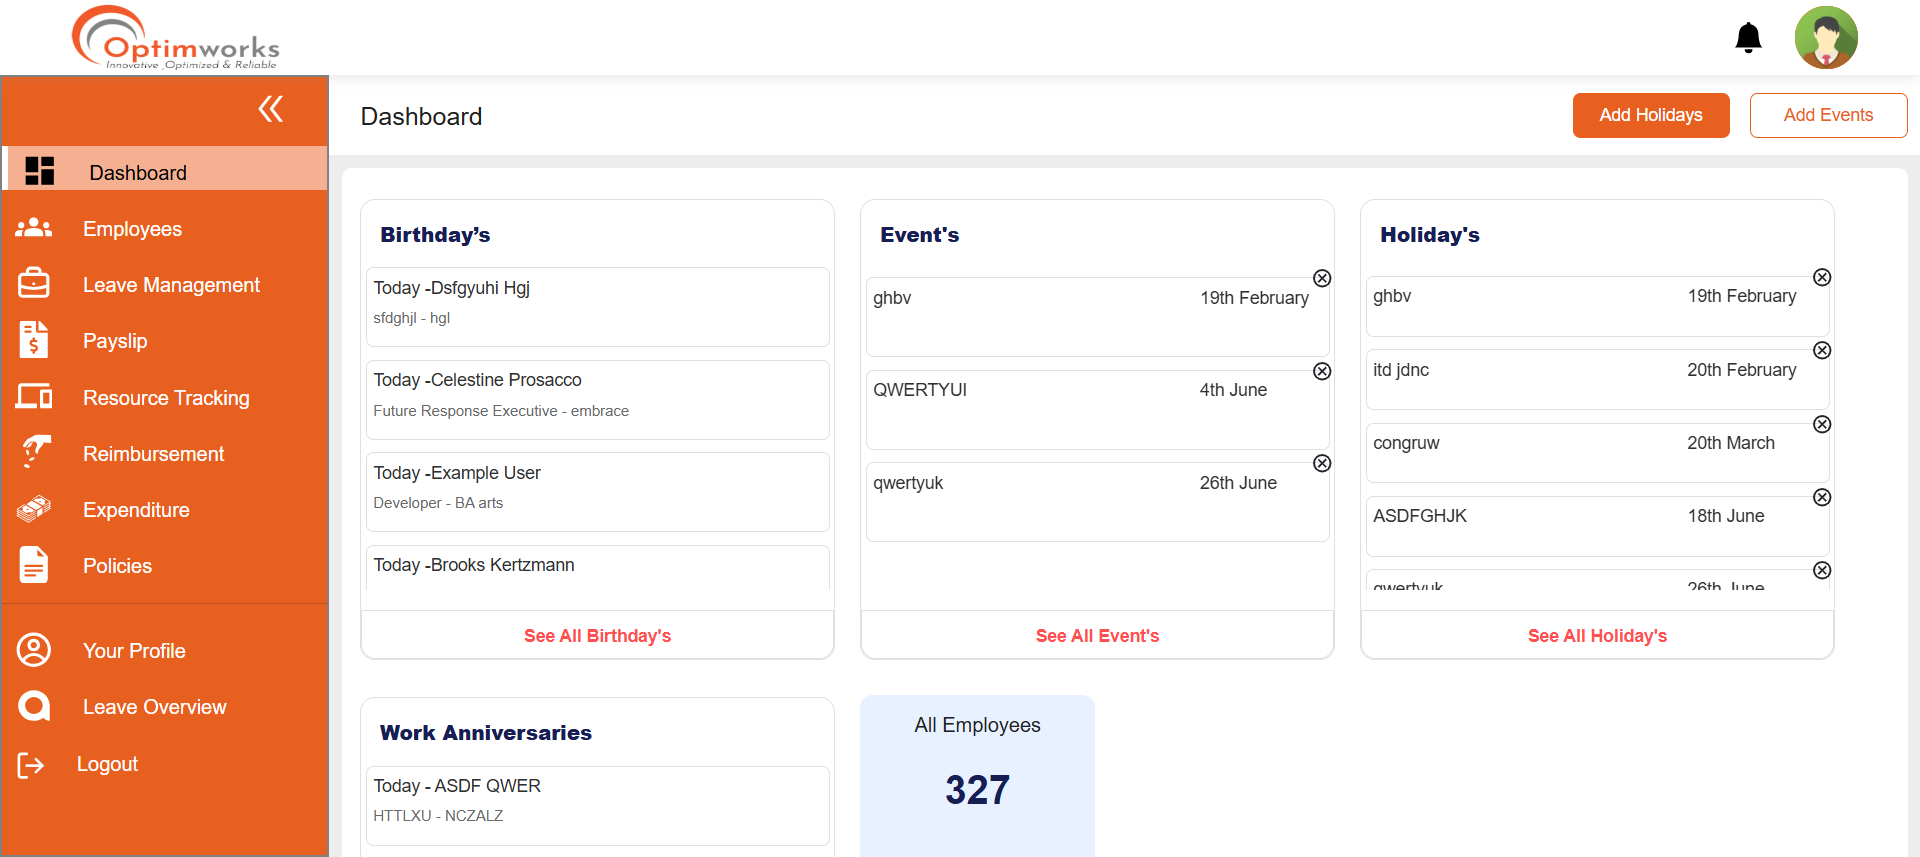 Optimworks
Innovative ,Optimized & Reliable
Dashboard
Employees
Leave Management
Payslip
Resource Tracking
Reimbursement
Expenditure
Policies
Your Profile
Leave Overview
Logout
Dashboard
Add Holidays
Add Events
Birthday’s
Today -Dsfgyuhi Hgj
sfdghjl - hgl
Today -Celestine Prosacco
Future Response Executive - embrace
Today -Example User
Developer - BA arts
Today -Brooks Kertzmann
See All Birthday's
Event's
ghbv 19th February
QWERTYUI 4th June
qwertyuk 26th June
See All Event's
Holiday's
ghbv 19th February
itd jdnc 20th February
congruw 20th March
ASDFGHJK 18th June
qwertyuk 26th June
See All Holiday's
Work Anniversaries
Today - ASDF QWER
HTTLXU - NCZALZ
All Employees
327